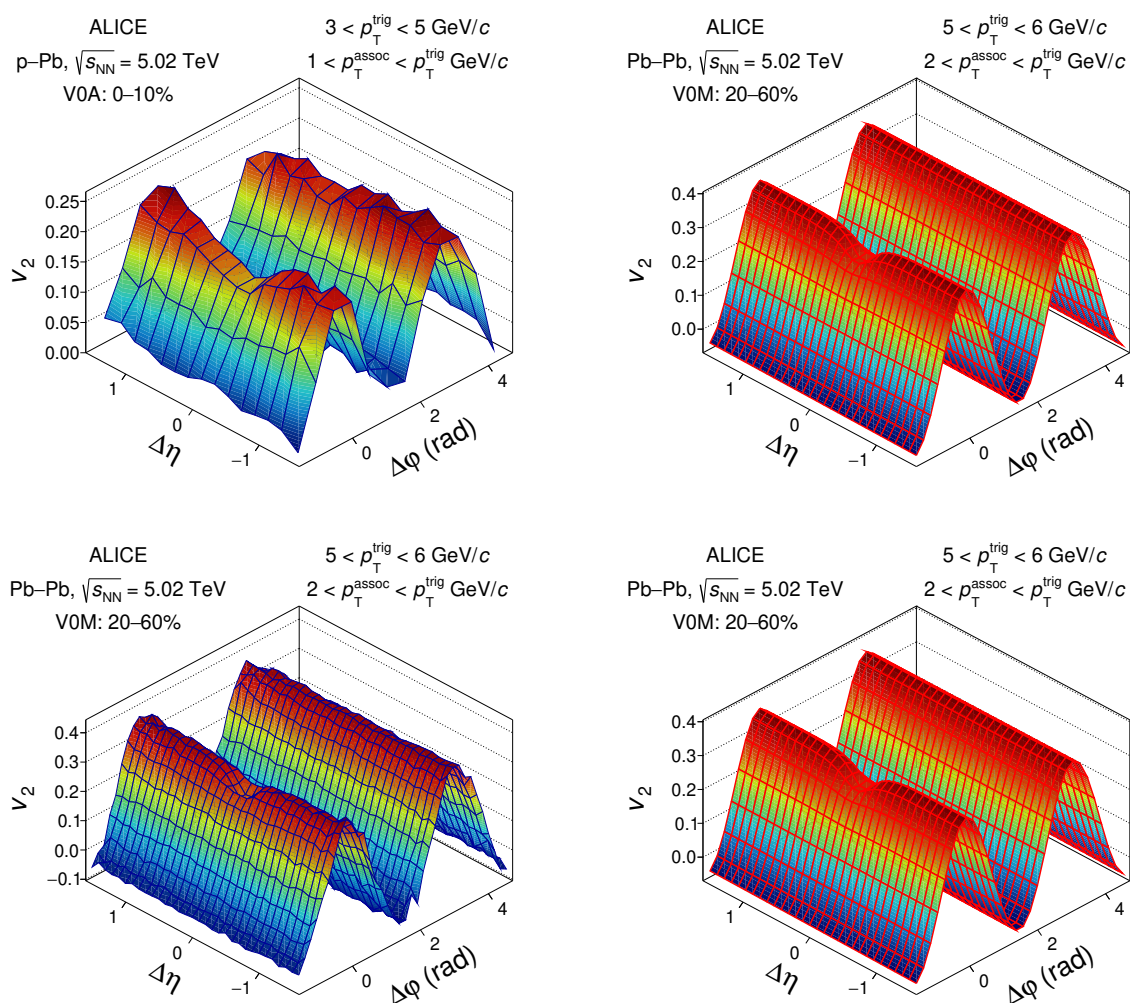 ALICE
3 < p_T^trig < 5 GeV/c
p–Pb, √s_NN = 5.02 TeV
1 < p_T^assoc < p_T^trig GeV/c
V0A: 0–10%
0.25
0.20
0.15
0.10
0.05
0.00
v_2
1
0
−1
Δη
0
2
4
Δφ (rad)
ALICE
5 < p_T^trig < 6 GeV/c
Pb–Pb, √s_NN = 5.02 TeV
2 < p_T^assoc < p_T^trig GeV/c
V0M: 20–60%
0.4
0.3
0.2
0.1
0.0
v_2
1
0
−1
Δη
0
2
4
Δφ (rad)
ALICE
5 < p_T^trig < 6 GeV/c
Pb–Pb, √s_NN = 5.02 TeV
2 < p_T^assoc < p_T^trig GeV/c
V0M: 20–60%
0.4
0.3
0.2
0.1
0.0
−0.1
v_2
1
0
−1
Δη
0
2
4
Δφ (rad)
ALICE
5 < p_T^trig < 6 GeV/c
Pb–Pb, √s_NN = 5.02 TeV
2 < p_T^assoc < p_T^trig GeV/c
V0M: 20–60%
0.4
0.3
0.2
0.1
0.0
v_2
1
0
−1
Δη
0
2
4
Δφ (rad)